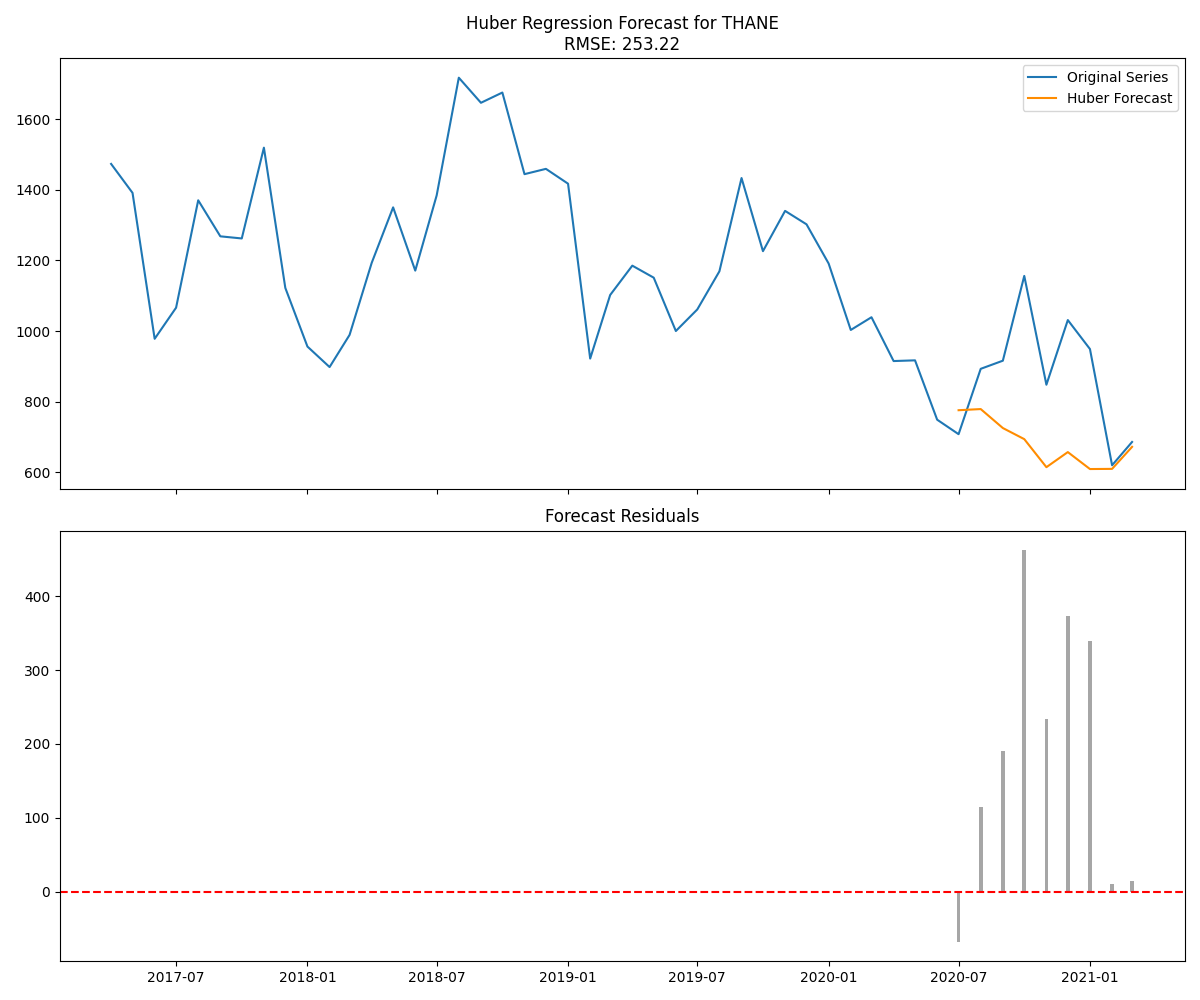 Huber Regression Forecast for THANE
RMSE: 253.22
Original Series
Huber Forecast
1600
1400
1200
1000
800
600
Forecast Residuals
400
300
200
100
0
2017-07 2018-01 2018-07 2019-01 2019-07 2020-01 2020-07 2021-01